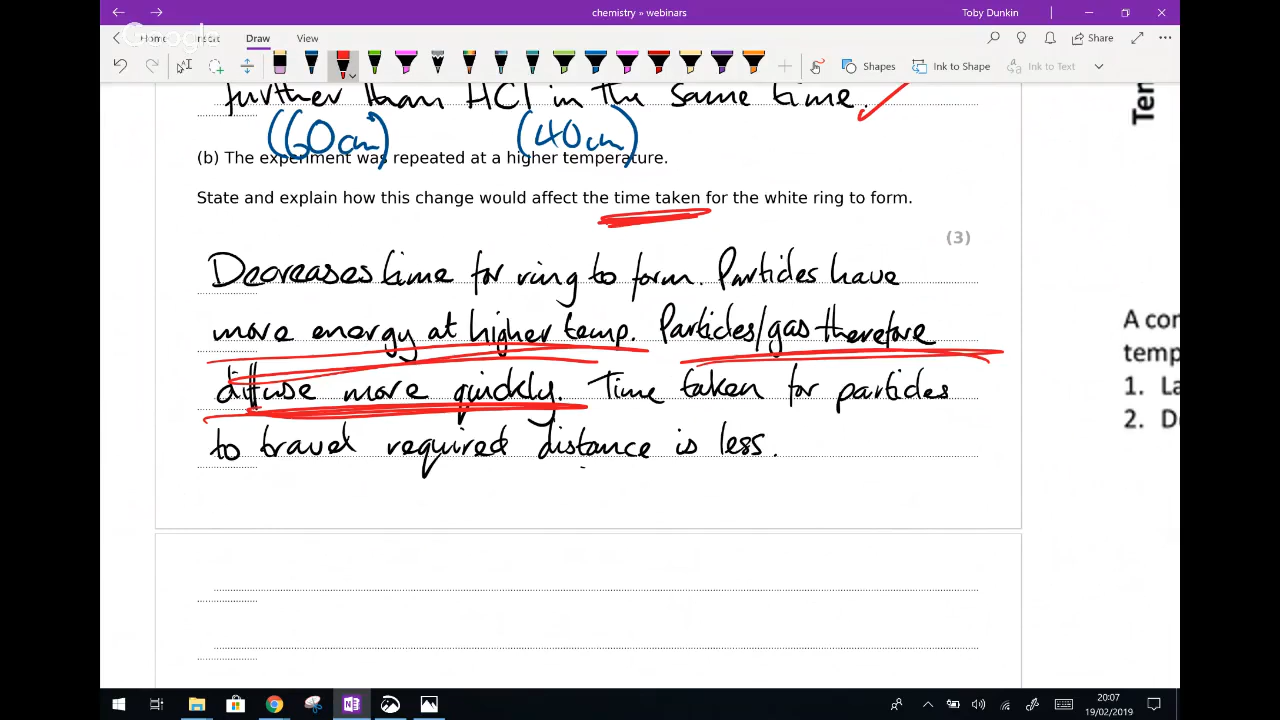 chemistry » webinars
Toby Dunkin
Google
Home
Insert
Draw
View
Share
Shapes
Ink to Shape
Ink to Text
further than HCl in the same time.
(60cm) (40cm)
(b) The experiment was repeated at a higher temperature.
State and explain how this change would affect the time taken for the white ring to form.
(3)
Decreases time for ring to form. Particles have
more energy at higher temp. Particles/gas therefore
diffuse more quickly. Time taken for particles
to travel required distance is less.
Ten
A con
temp
1. La
2. D
20:07
19/02/2019